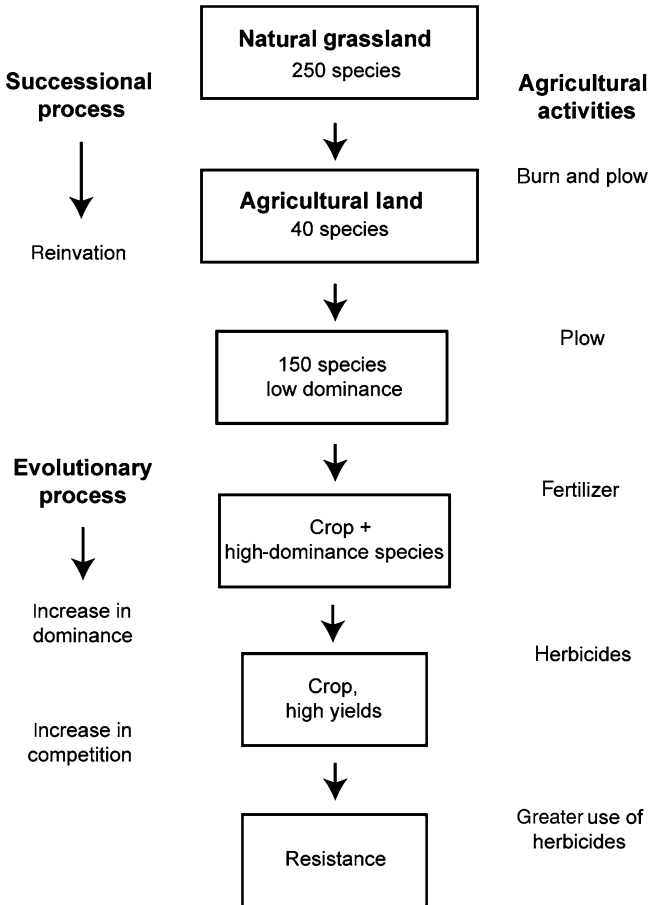 Natural grassland
250 species
Successional
process
Agricultural
activities
Burn and plow
Agricultural land
40 species
Reinvation
Plow
150 species
low dominance
Evolutionary
process
Fertilizer
Crop +
high-dominance species
Increase in
dominance
Herbicides
Crop,
high yields
Increase in
competition
Greater use of
herbicides
Resistance